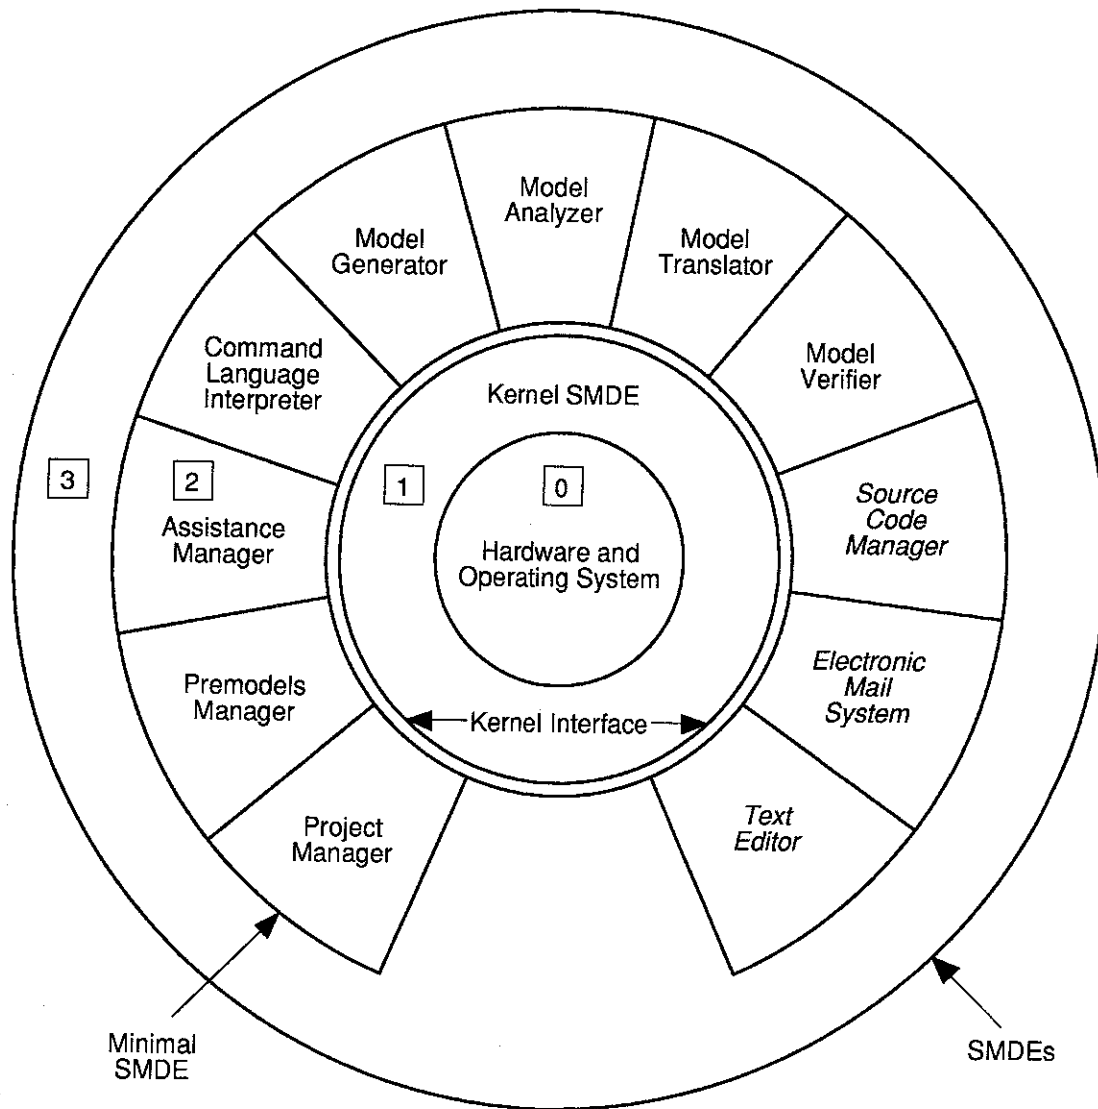 Model
Analyzer
Model
Generator
Model
Translator
Command
Language
Interpreter
Model
Verifier
Kernel SMDE
3
2
1
0
Assistance
Manager
Hardware and
Operating System
Source
Code
Manager
Premodels
Manager
Electronic
Mail
System
Kernel Interface
Project
Manager
Text
Editor
Minimal
SMDE
SMDEs